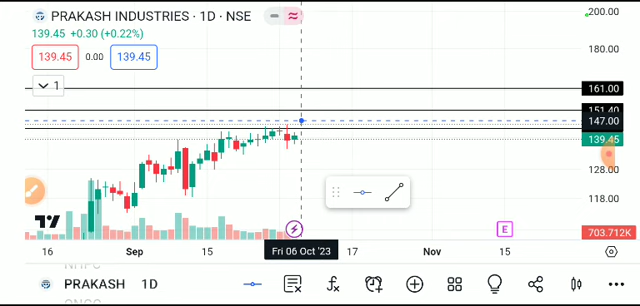 PRAKASH INDUSTRIES · 1D · NSE
139.45 +0.30 (+0.22%)
139.45 0.00 139.45
1
200.00
180.00
161.00
151.40
147.00
139.45
128.00
118.00
703.712K
E
16 Sep 15 Fri 06 Oct '23 17 Nov 15
NHPC
PRAKASH 1D
ONGC